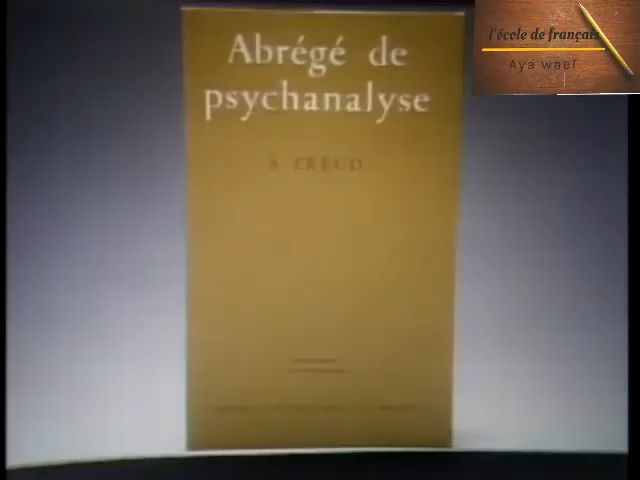 Abrégé de
psychanalyse
S. FREUD
l'école de français
Aya wael